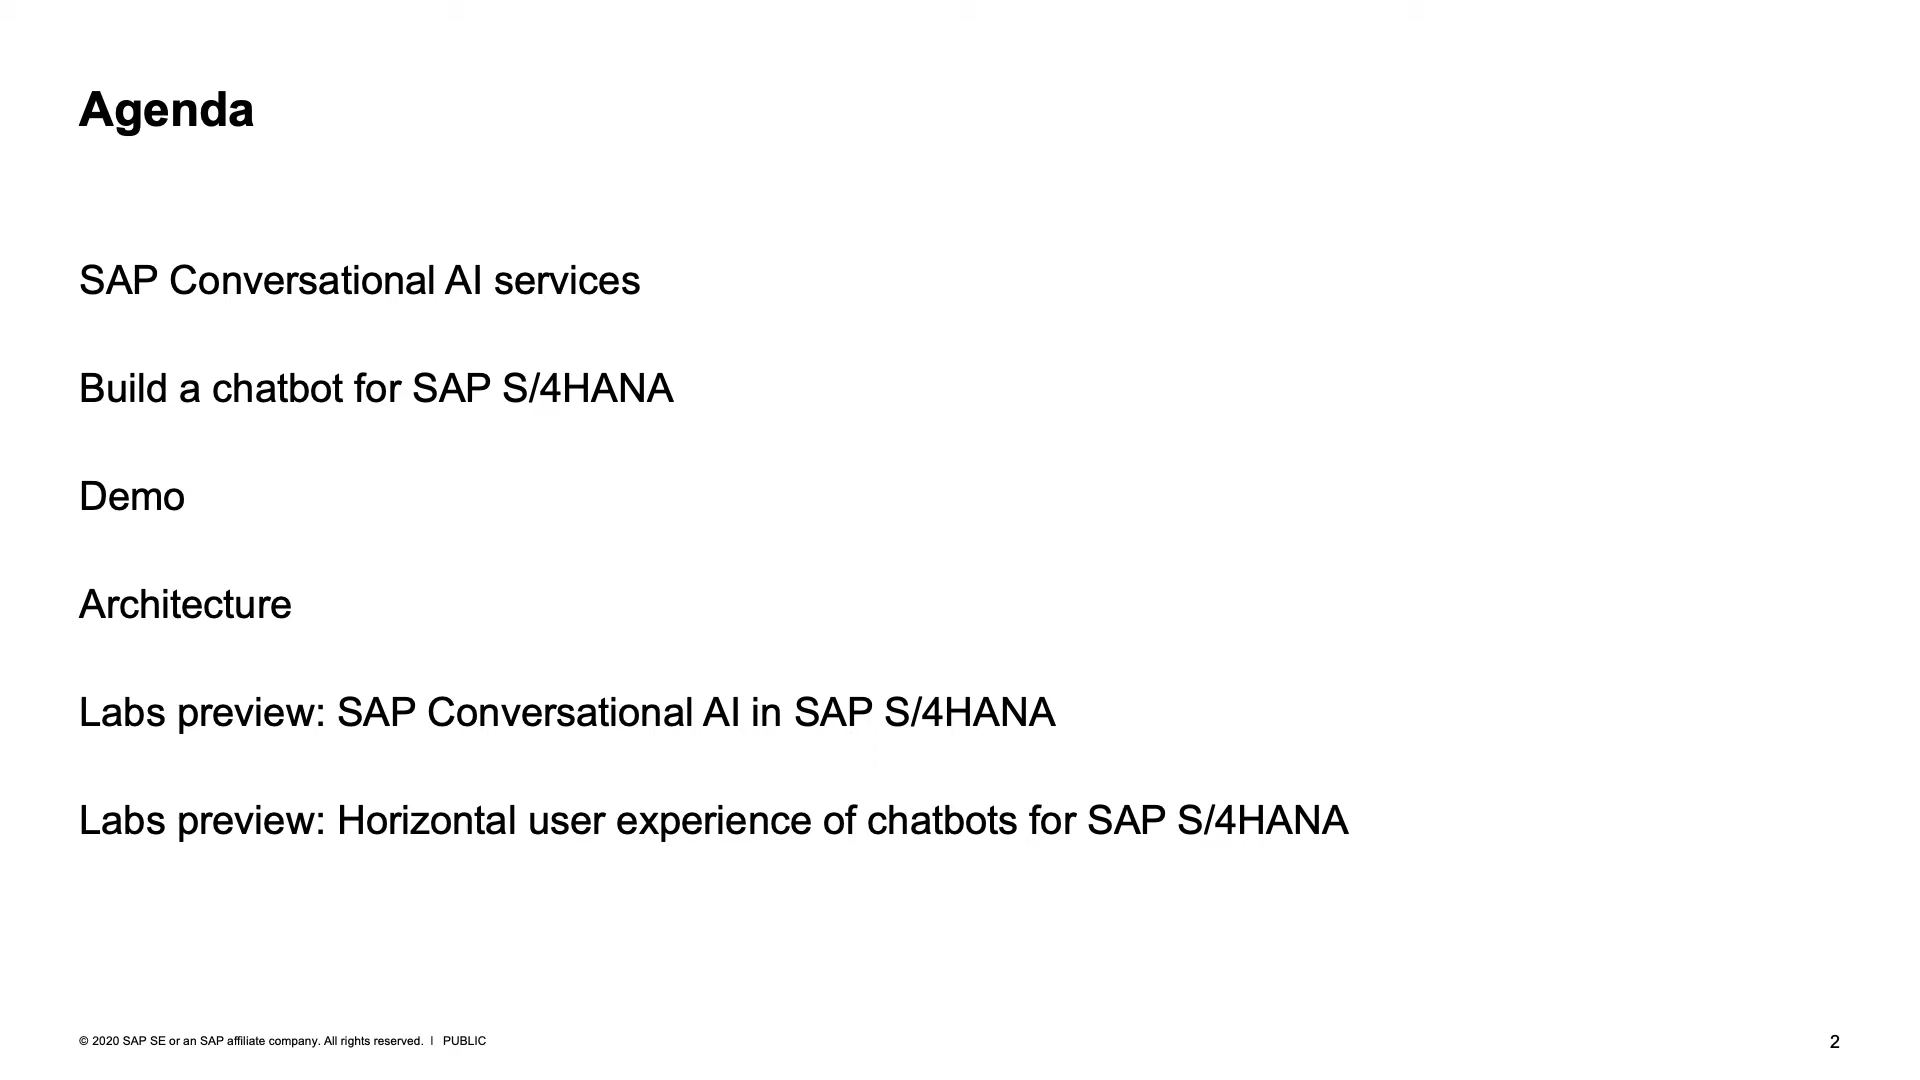 Agenda
SAP Conversational AI services
Build a chatbot for SAP S/4HANA
Demo
Architecture
Labs preview: SAP Conversational AI in SAP S/4HANA
Labs preview: Horizontal user experience of chatbots for SAP S/4HANA
© 2020 SAP SE or an SAP affiliate company. All rights reserved. | PUBLIC
2